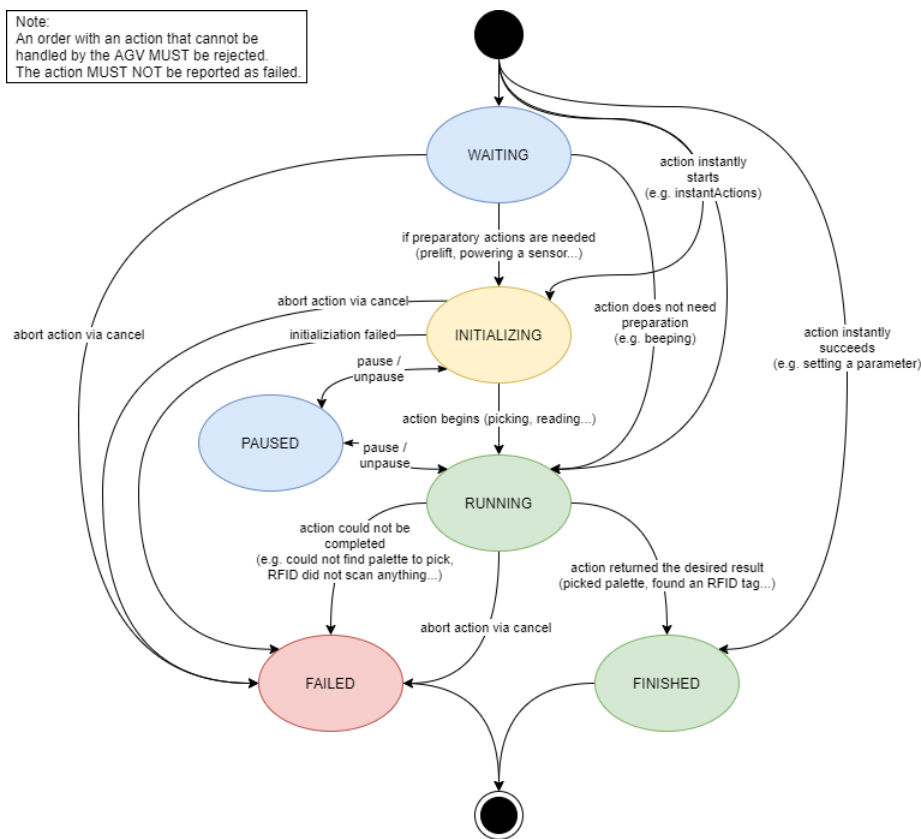 Note:
An order with an action that cannot be
handled by the AGV MUST be rejected.
The action MUST NOT be reported as failed.
WAITING
action instantly
starts
(e.g. instantActions)
if preparatory actions are needed
(prelift, powering a sensor...)
abort action via cancel
abort action via cancel
initializiation failed
INITIALIZING
action does not need
preparation
(e.g. beeping)
action instantly
succeeds
(e.g. setting a parameter)
pause /
unpause
action begins (picking, reading...)
PAUSED
pause /
unpause
RUNNING
action could not be
completed
(e.g. could not find palette to pick,
RFID did not scan anything...)
action returned the desired result
(picked palette, found an RFID tag...)
abort action via cancel
FAILED
FINISHED